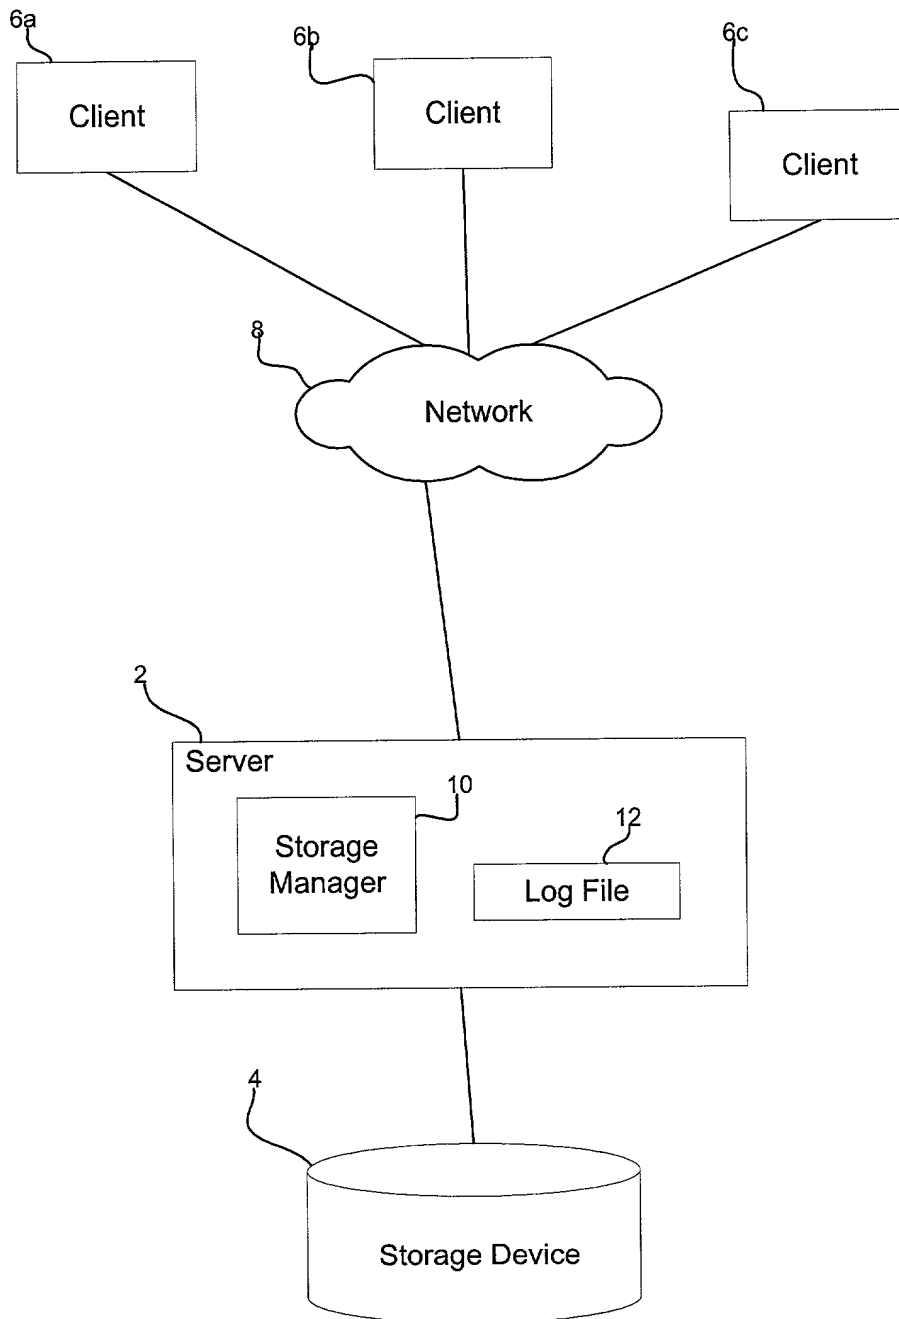 6a
6b
6c
Client
Client
Client
8
Network
2
Server
10
12
Storage
Manager
Log File
4
Storage Device